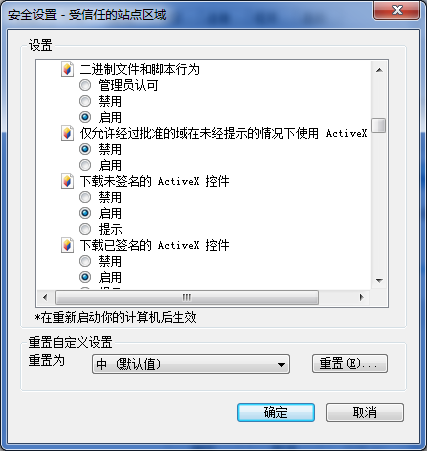 安全设置 - 受信任的站点区域
设置
二进制文件和脚本行为
管理员认可
禁用
启用
仅允许经过批准的域在未经提示的情况下使用 ActiveX
禁用
启用
下载未签名的 ActiveX 控件
禁用
启用
提示
下载已签名的 ActiveX 控件
禁用
启用
*在重新启动你的计算机后生效
重置自定义设置
重置为
中 (默认值)
重置(E)...
确定
取消